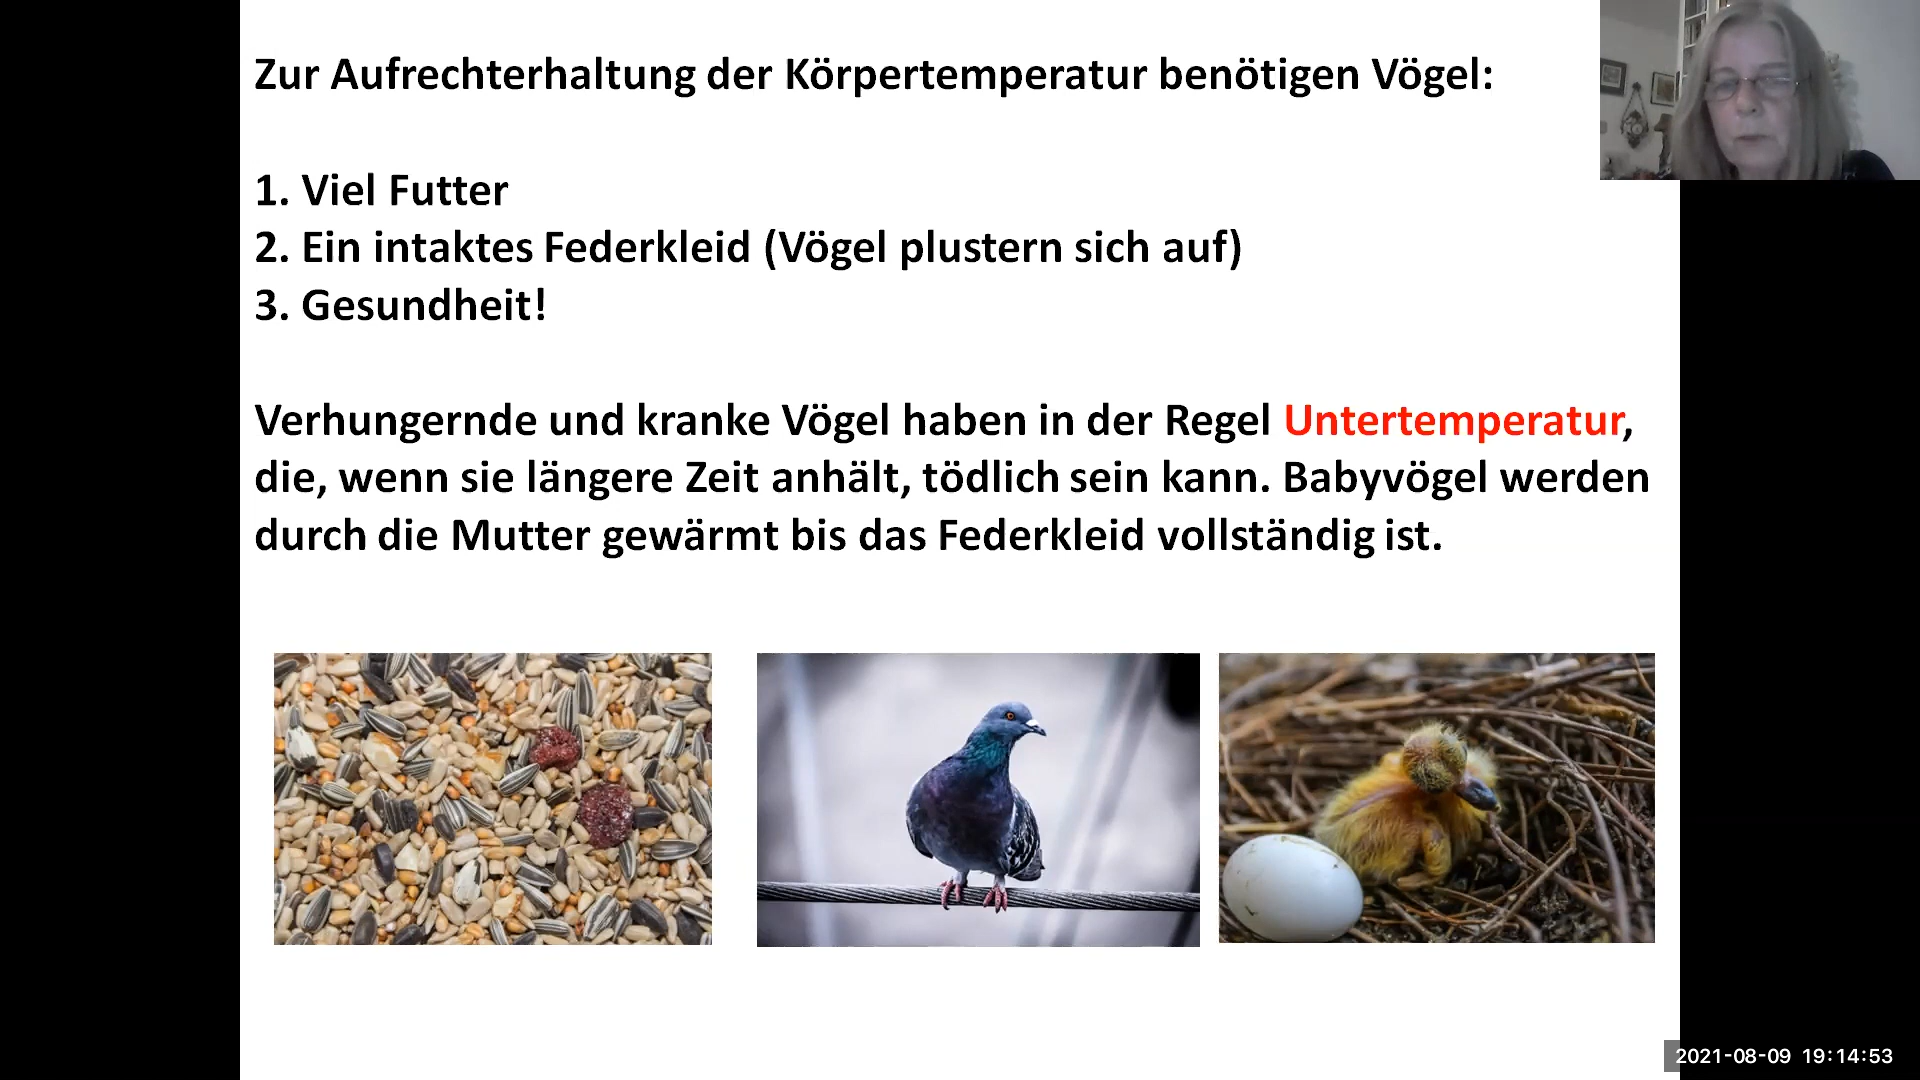 Zur Aufrechterhaltung der Körpertemperatur benötigen Vögel:
1. Viel Futter
2. Ein intaktes Federkleid (Vögel plustern sich auf)
3. Gesundheit!
Verhungernde und kranke Vögel haben in der Regel Untertemperatur,
die, wenn sie längere Zeit anhält, tödlich sein kann. Babyvögel werden
durch die Mutter gewärmt bis das Federkleid vollständig ist.
2021-08-09 19:14:53